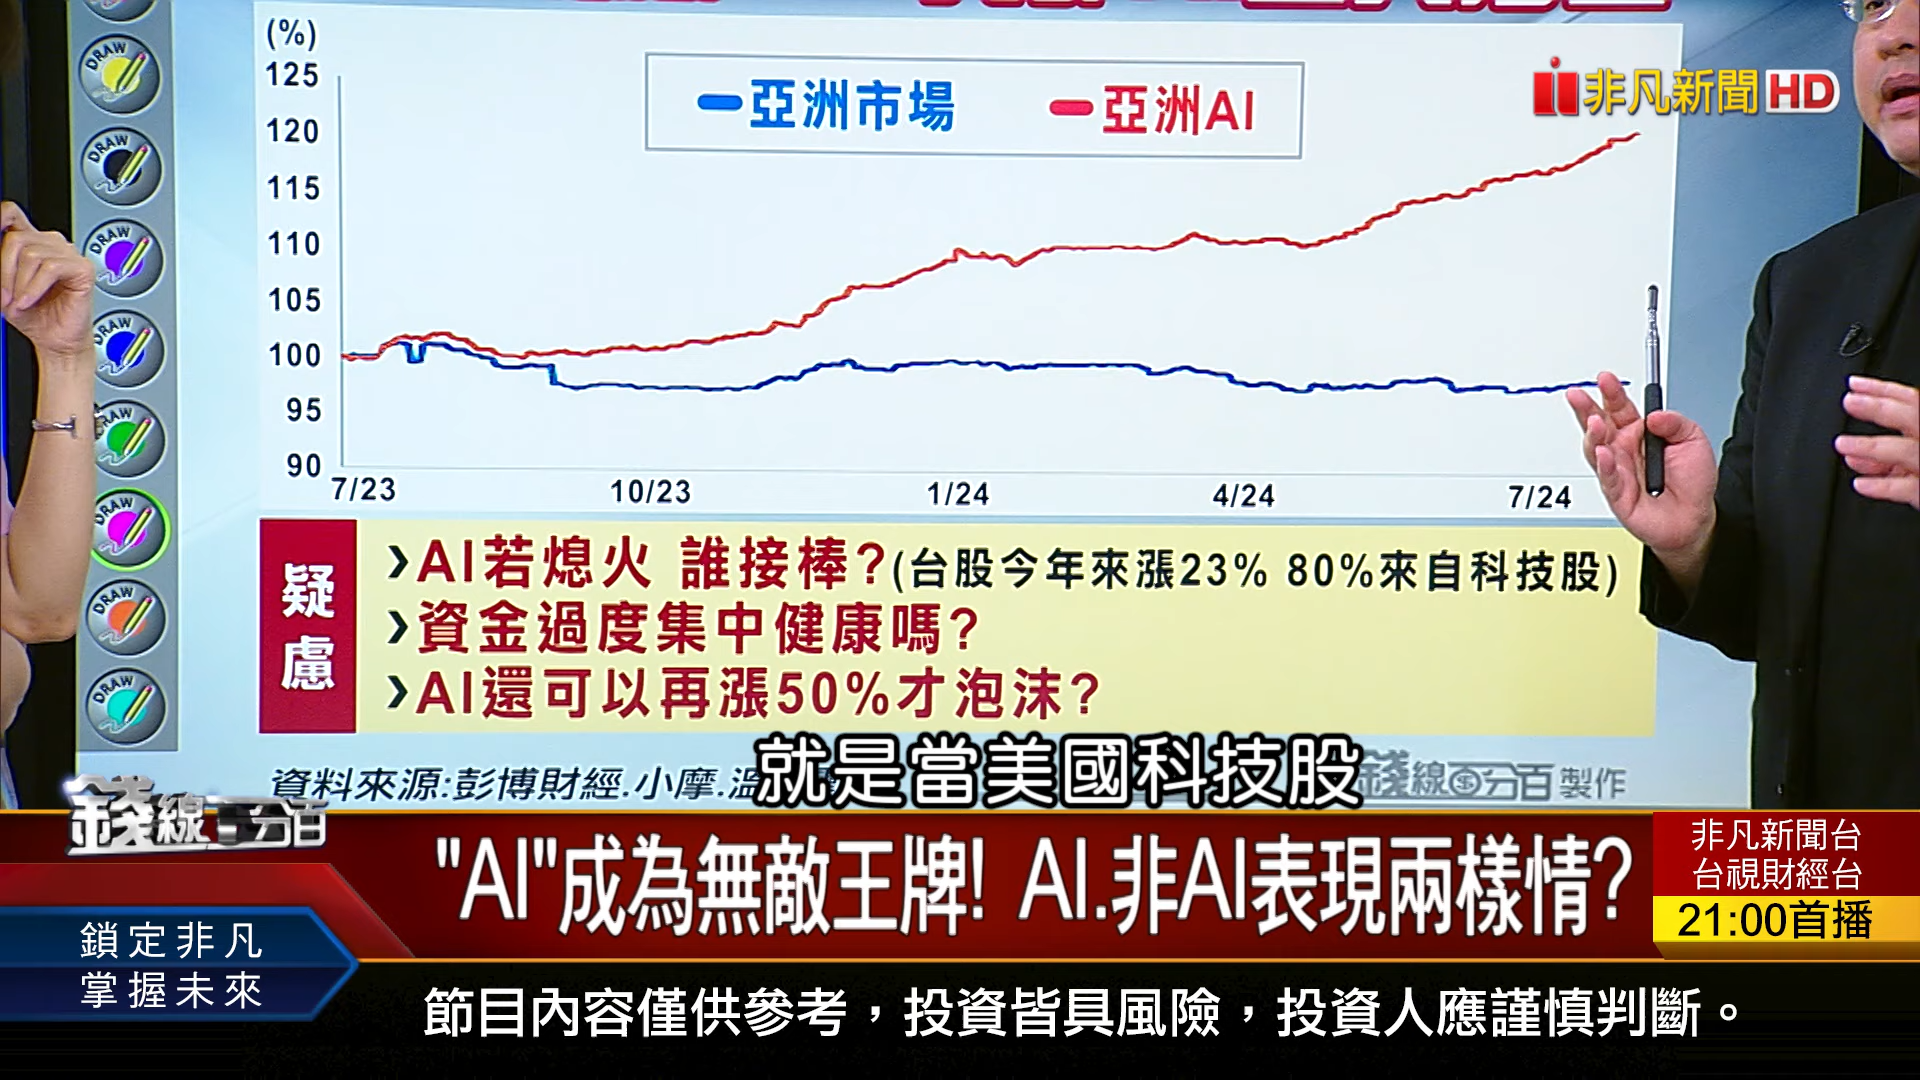 (%)
125
120
115
110
105
100
95
90
亞洲市場 亞洲AI
非凡新聞HD
7/23 10/23 1/24 4/24 7/24
DRAW
DRAW
DRAW
DRAW
DRAW
DRAW
DRAW
DRAW
疑慮
AI若熄火 誰接棒?(台股今年來漲23% 80%來自科技股)
資金過度集中健康嗎?
AI還可以再漲50%才泡沫?
資料來源:彭博財經.小摩.
錢線百分百 製作
就是當美國科技股
錢線百分百
"AI"成為無敵王牌! AI.非AI表現兩樣情?
非凡新聞台
台視財經台
21:00首播
鎖定非凡
掌握未來
節目內容僅供參考,投資皆具風險,投資人應謹慎判斷。